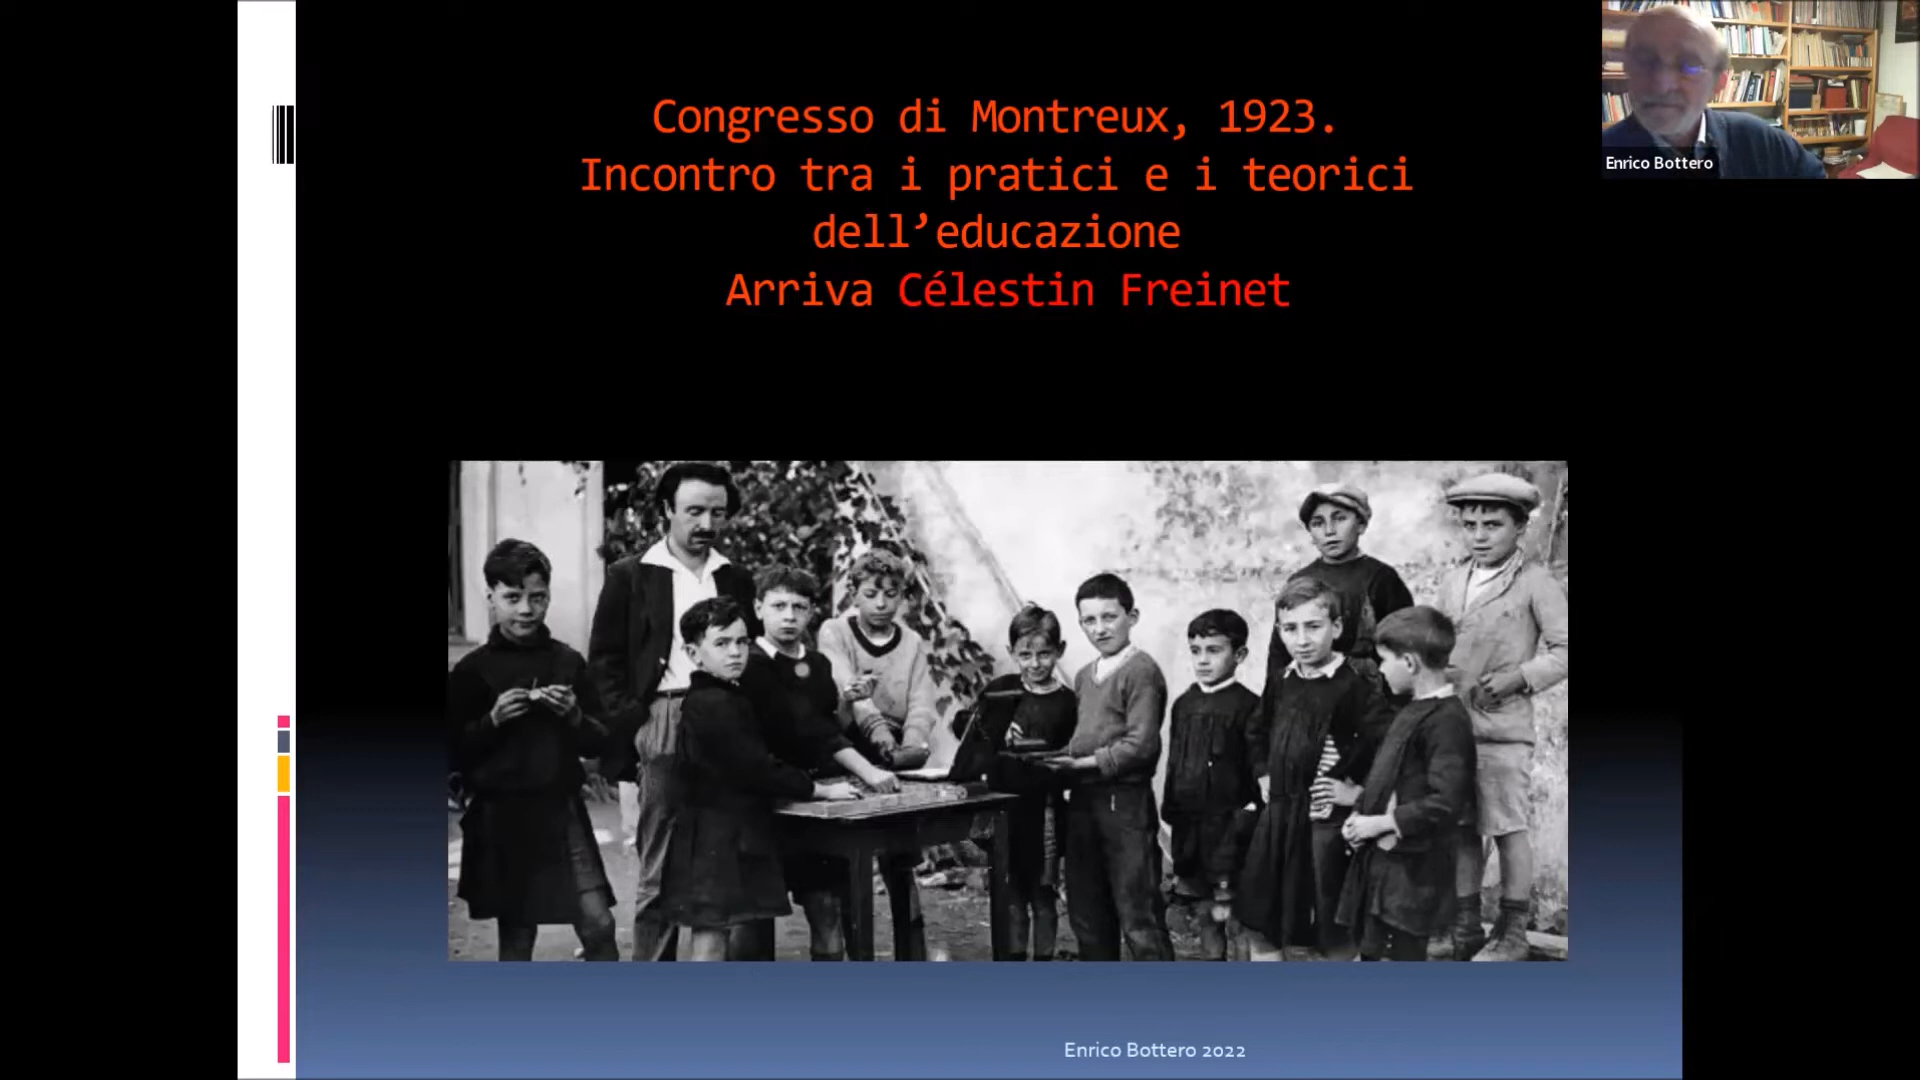 Congresso di Montreux, 1923.
Incontro tra i pratici e i teorici
dell’educazione
Arriva Célestin Freinet
Enrico Bottero
Enrico Bottero 2022